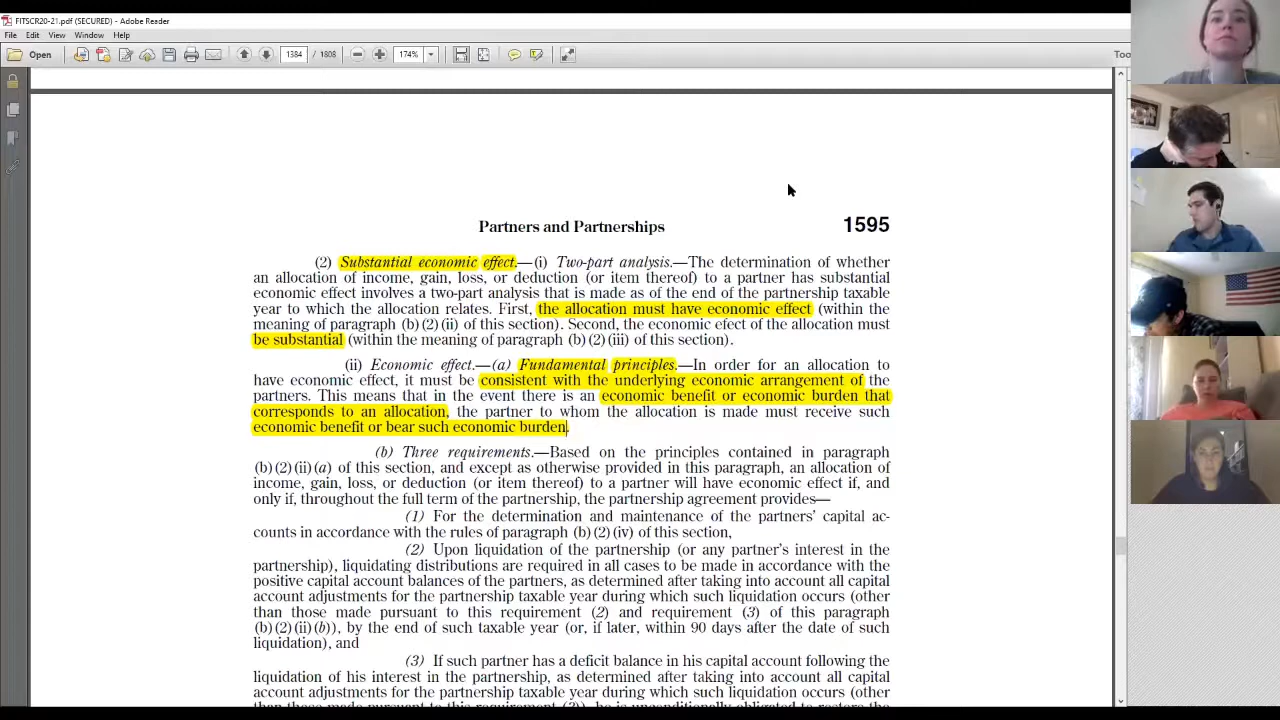 FITSCR20-21.pdf (SECURED) - Adobe Reader
File Edit View Window Help
Open 1384 / 1808 174% Too
Partners and Partnerships 1595
(2) Substantial economic effect.—(i) Two-part analysis.—The determination of whether
an allocation of income, gain, loss, or deduction (or item thereof) to a partner has substantial
economic effect involves a two-part analysis that is made as of the end of the partnership taxable
year to which the allocation relates. First, the allocation must have economic effect (within the
meaning of paragraph (b)(2)(ii) of this section). Second, the economic efect of the allocation must
be substantial (within the meaning of paragraph (b)(2)(iii) of this section).
(ii) Economic effect.—(a) Fundamental principles.—In order for an allocation to
have economic effect, it must be consistent with the underlying economic arrangement of the
partners. This means that in the event there is an economic benefit or economic burden that
corresponds to an allocation, the partner to whom the allocation is made must receive such
economic benefit or bear such economic burden.
(b) Three requirements.—Based on the principles contained in paragraph
(b)(2)(ii)(a) of this section, and except as otherwise provided in this paragraph, an allocation of
income, gain, loss, or deduction (or item thereof) to a partner will have economic effect if, and
only if, throughout the full term of the partnership, the partnership agreement provides—
(1) For the determination and maintenance of the partners' capital ac-
counts in accordance with the rules of paragraph (b)(2)(iv) of this section,
(2) Upon liquidation of the partnership (or any partner's interest in the
partnership), liquidating distributions are required in all cases to be made in accordance with the
positive capital account balances of the partners, as determined after taking into account all capital
account adjustments for the partnership taxable year during which such liquidation occurs (other
than those made pursuant to this requirement (2) and requirement (3) of this paragraph
(b)(2)(ii)(b)), by the end of such taxable year (or, if later, within 90 days after the date of such
liquidation), and
(3) If such partner has a deficit balance in his capital account following the
liquidation of his interest in the partnership, as determined after taking into account all capital
account adjustments for the partnership taxable year during which such liquidation occurs (other
than those made pursuant to this requirement (3)), he is unconditionally obligated to restore the